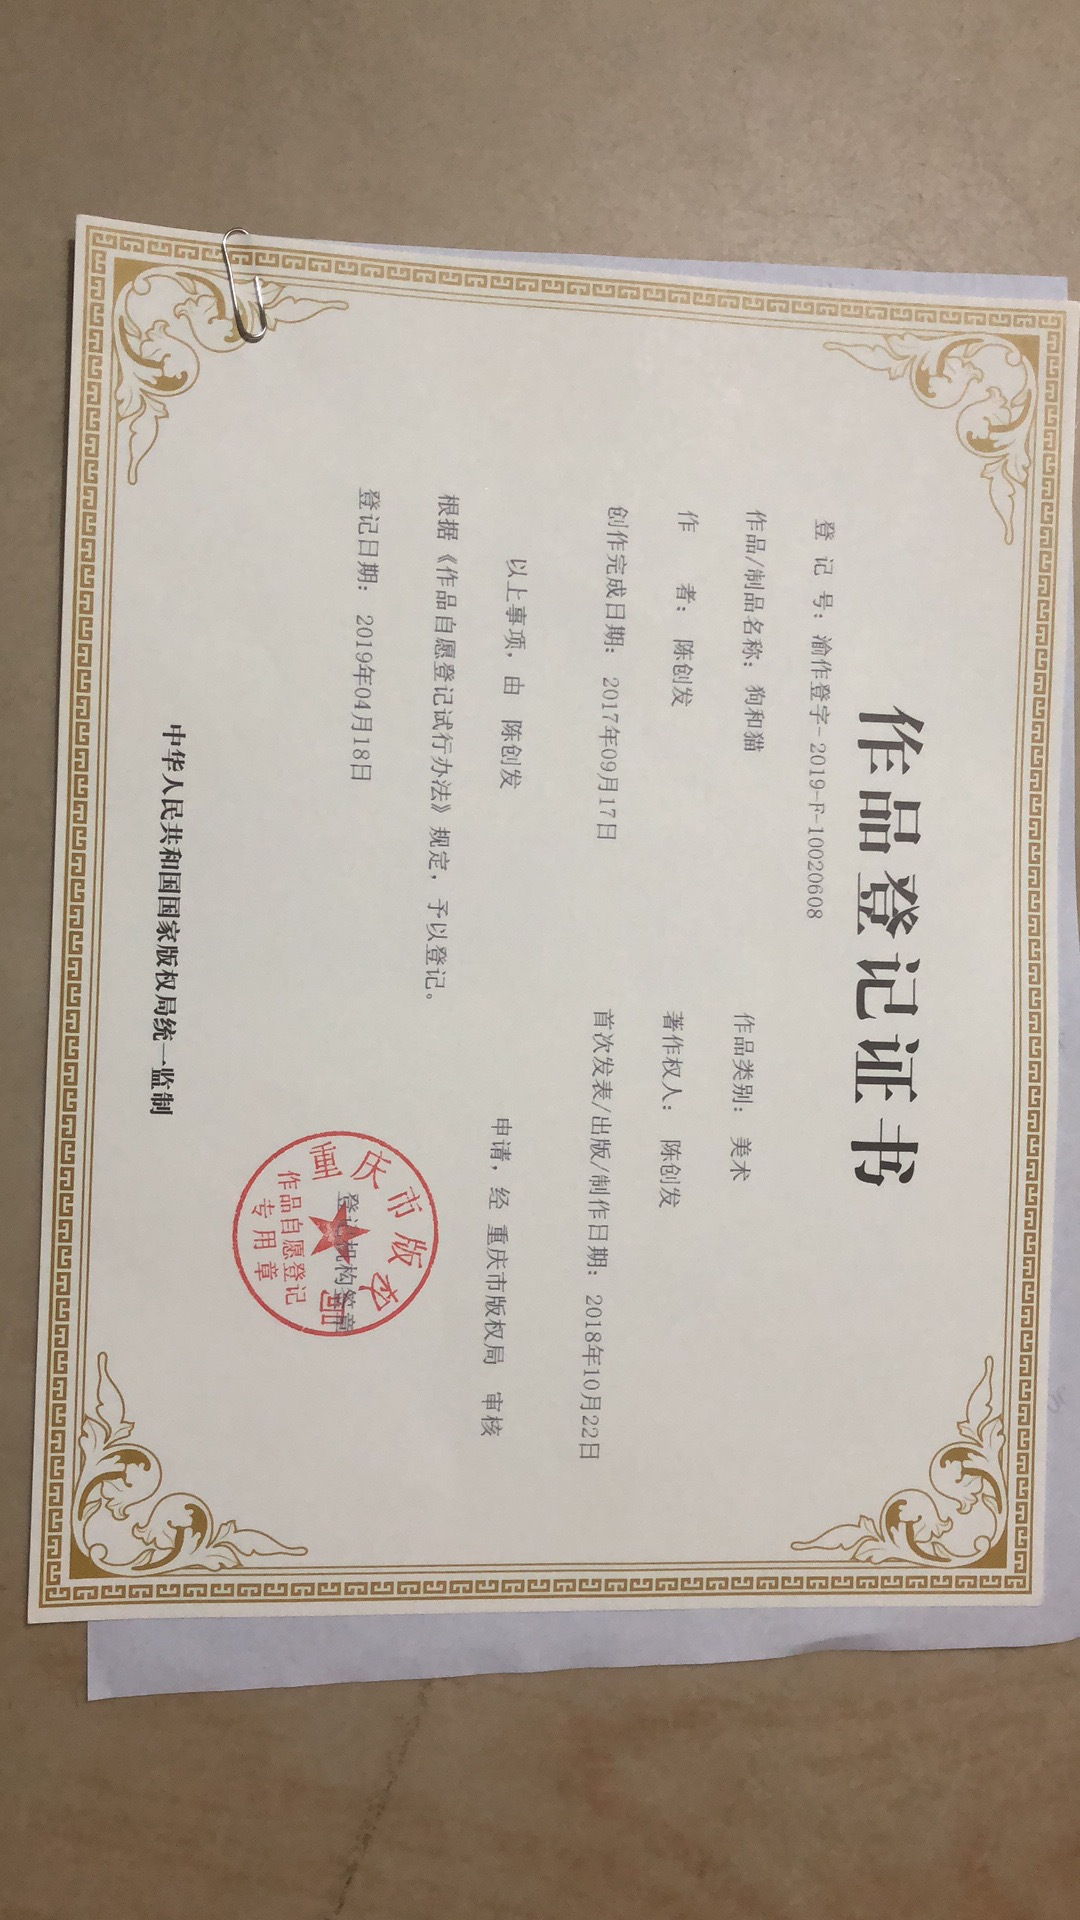 作品登记证书
登 记 号：渝作登字-2019-F-10020608
作品/制品名称：狗和猫 作品类别：美术
作 者：陈创发 著作权人：陈创发
创作完成日期：2017年09月17日 首次发表/出版/制作日期：2018年10月22日
以上事项，由 陈创发 申请，经 重庆市版权局 审核
根据《作品自愿登记试行办法》规定，予以登记。
登记日期：2019年04月18日
登记机构签章
重庆市版权局
作品自愿登记
专用章
中华人民共和国国家版权局统一监制